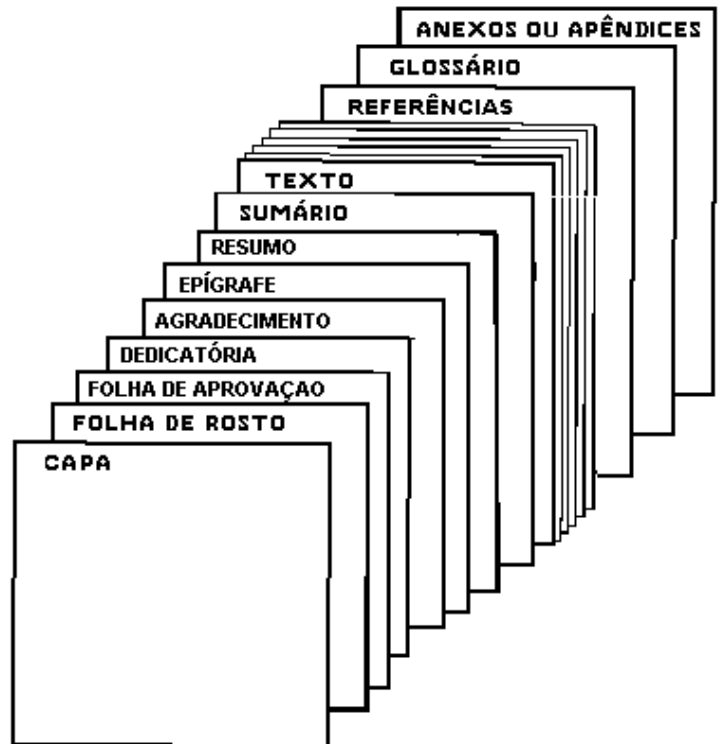 ANEXOS OU APÊNDICES
GLOSSÁRIO
REFERÊNCIAS
TEXTO
SUMÁRIO
RESUMO
EPÍGRAFE
AGRADECIMENTO
DEDICATÓRIA
FOLHA DE APROVAÇAO
FOLHA DE ROSTO
CAPA